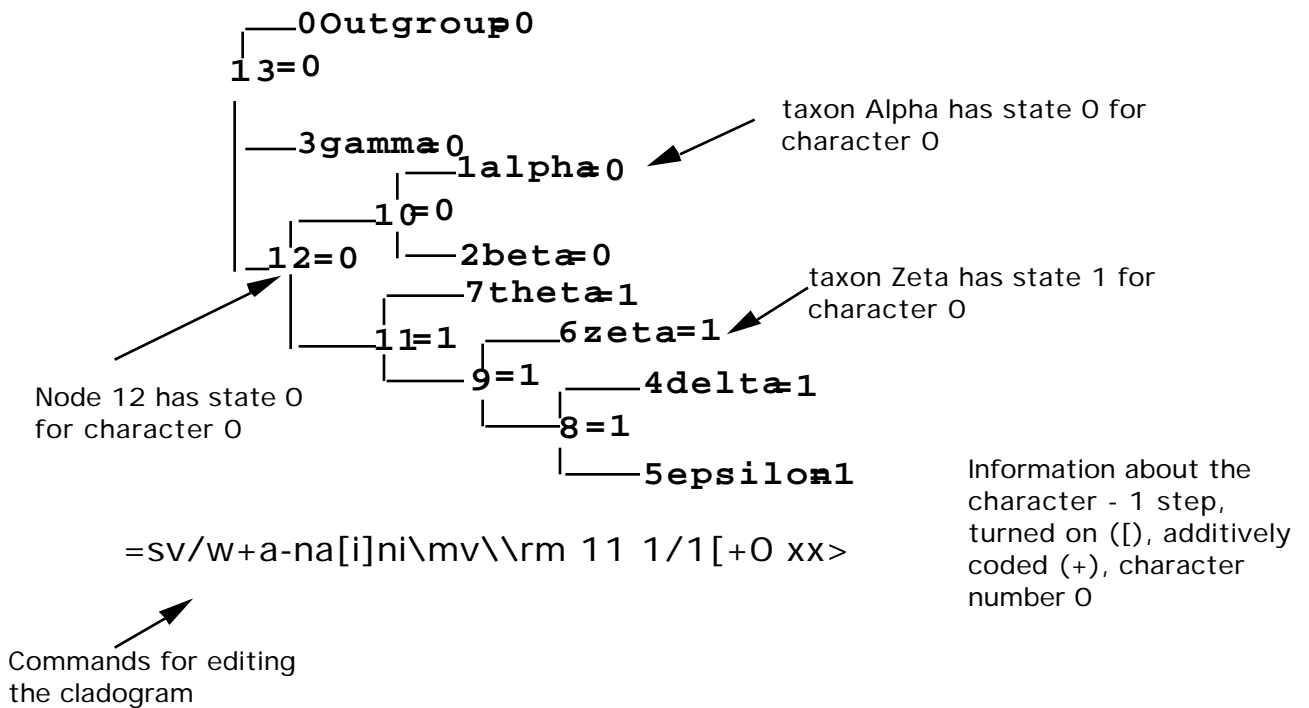 0Outgroup=0
13=0
taxon Alpha has state 0 for
character 0
3gamma=0
1alpha=0
10=0
12=0
2beta=0
taxon Zeta has state 1 for
character 0
7theta=1
6zeta=1
11=1
9=1
4delta=1
Node 12 has state 0
for character 0
8=1
5epsilon=1
Information about the
character - 1 step,
turned on ([), additively
coded (+), character
number 0
=sv/w+a-na[i]ni\mv\\rm 11 1/1[+0 xx>
Commands for editing
the cladogram